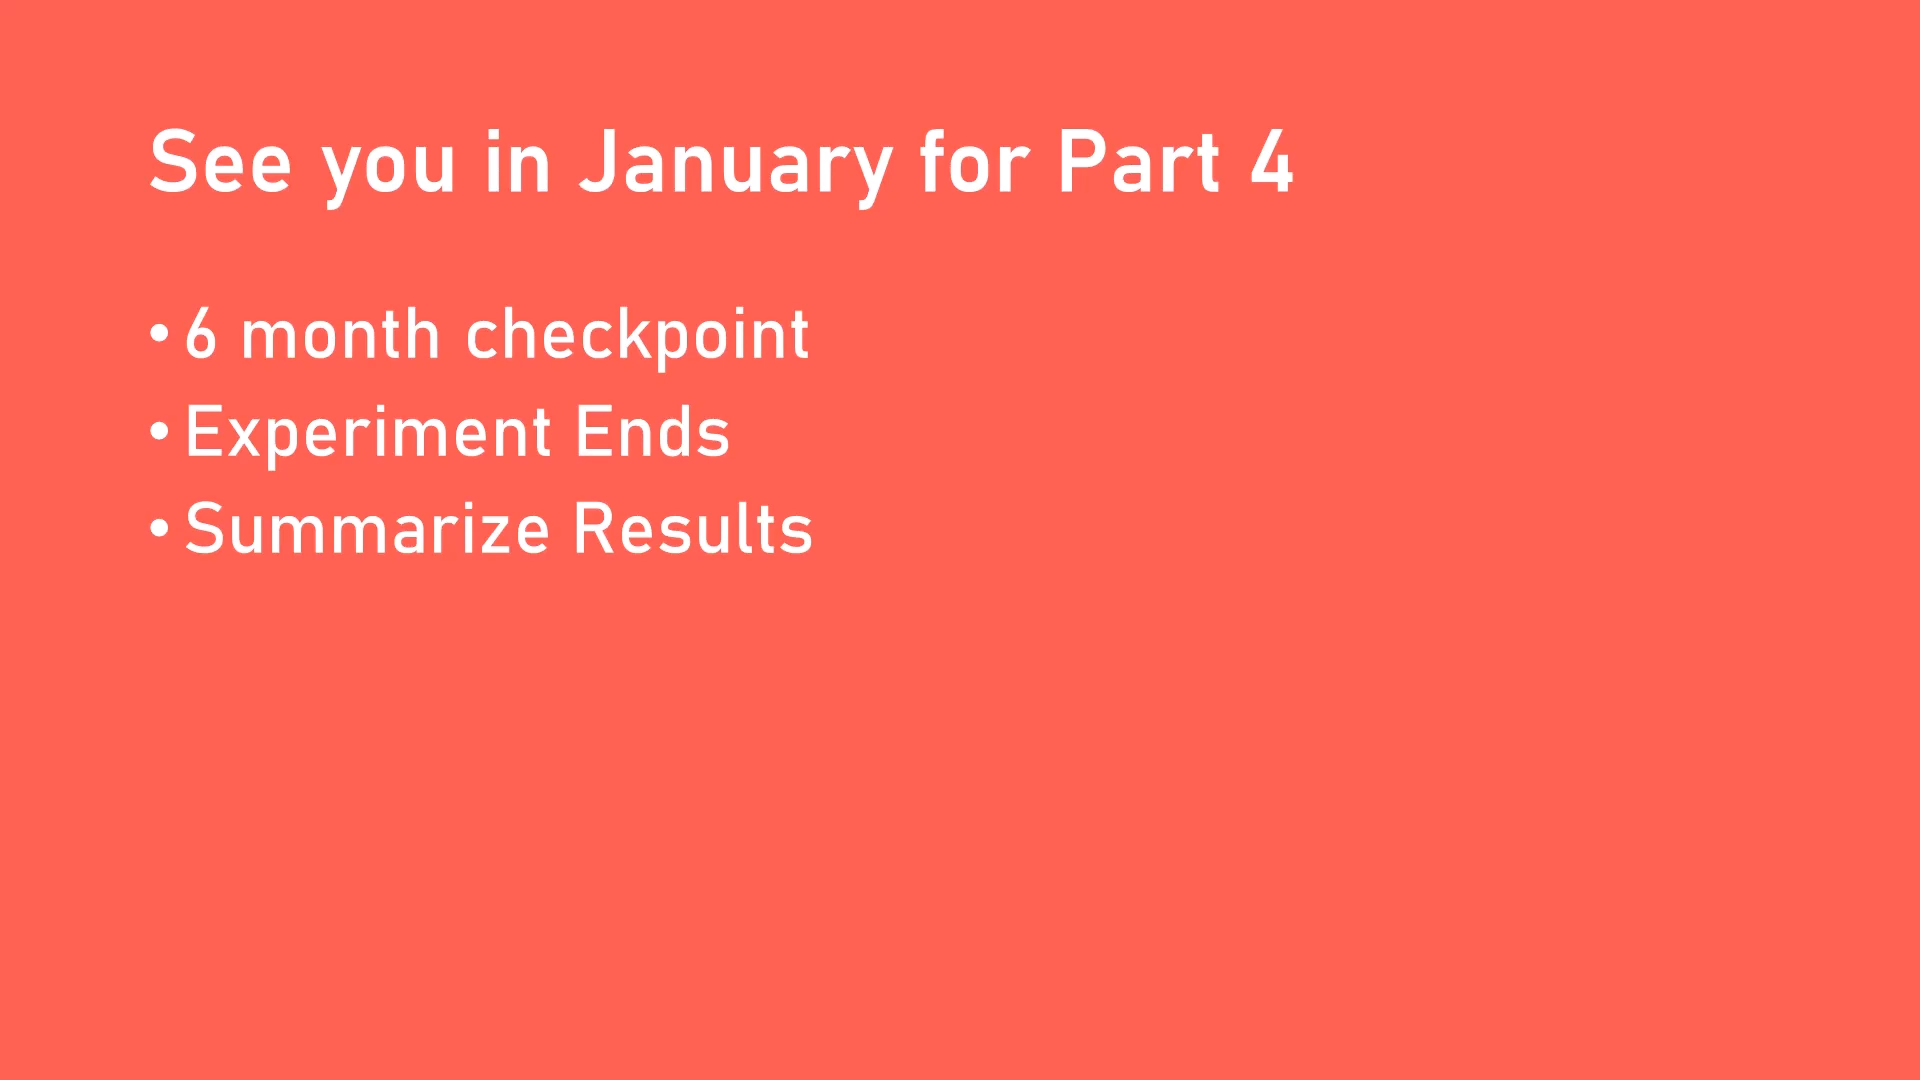 See you in January for Part 4
• 6 month checkpoint
• Experiment Ends
• Summarize Results